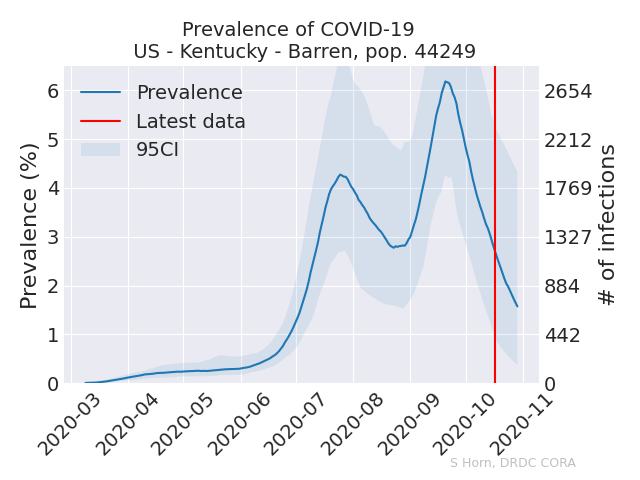 Prevalence of COVID-19
US - Kentucky - Barren, pop. 44249
Prevalence (%)
6
5
4
3
2
1
0
Prevalence
Latest data
95CI
2654
2212
1769
1327
884
442
0
# of infections
2020-03
2020-04
2020-05
2020-06
2020-07
2020-08
2020-09
2020-10
2020-11
S Horn, DRDC CORA